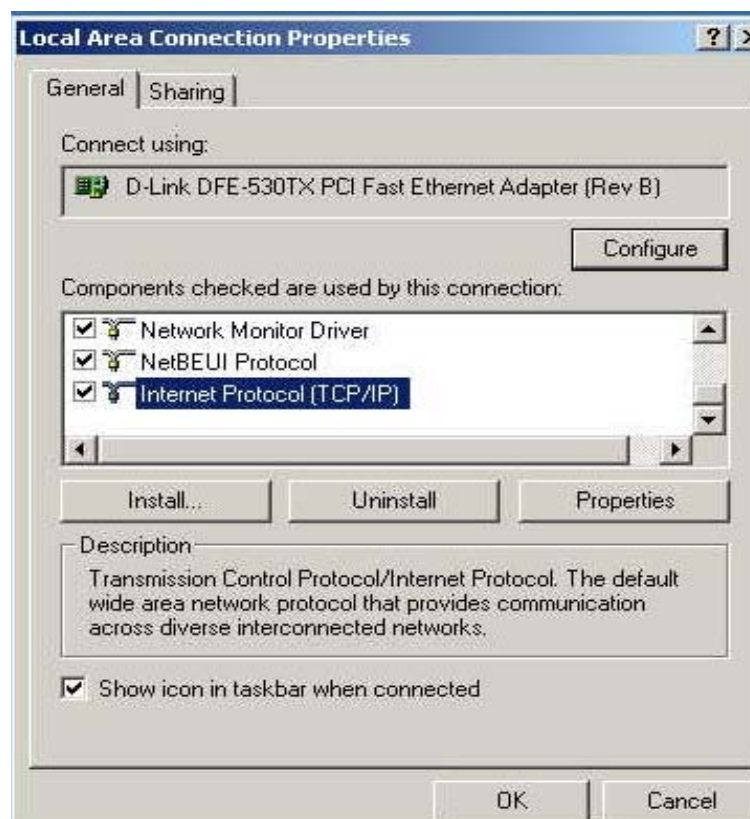 Local Area Connection Properties
?
General
Sharing
Connect using:
D-Link DFE-530TX PCI Fast Ethernet Adapter (Rev B)
Configure
Components checked are used by this connection:
Network Monitor Driver
NetBEUI Protocol
Internet Protocol (TCP/IP)
Install...
Uninstall
Properties
Description
Transmission Control Protocol/Internet Protocol. The default
wide area network protocol that provides communication
across diverse interconnected networks.
Show icon in taskbar when connected
OK
Cancel